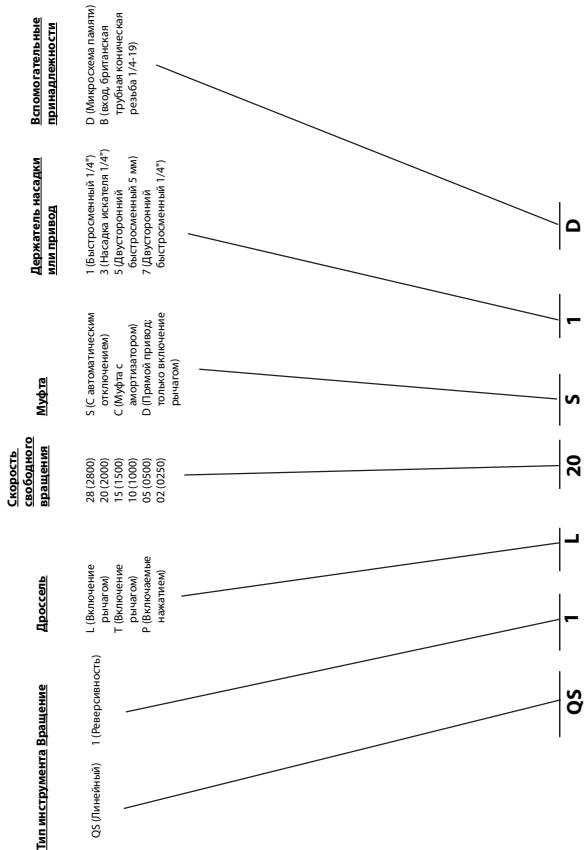 Тип инструмента
QS (Линейный)
Вращение
1 (Реверсивность)
Дроссель
L (Включение
рычагом)
T (Включение
рычагом)
P (Включаемые
нажатием)
Скорость
свободного
вращения
28 (2800)
20 (2000)
15 (1500)
10 (1000)
05 (0500)
02 (0250)
Муфта
S (С автоматическим
отключением)
C (Муфта с
амортизатором)
D (Прямой привод;
только включение
рычагом)
Держатель насадки
или привод
1 (Быстросменный 1/4")
3 (Насадка искателя 1/4")
5 (Двусторонний
быстросменный 5 мм)
7 (Двусторонний
быстросменный 1/4")
Вспомогательные
принадлежности
D (Микросхема памяти)
B (вход, британская
трубная коническая
резьба 1/4-19)
QS
1
L
20
S
1
D